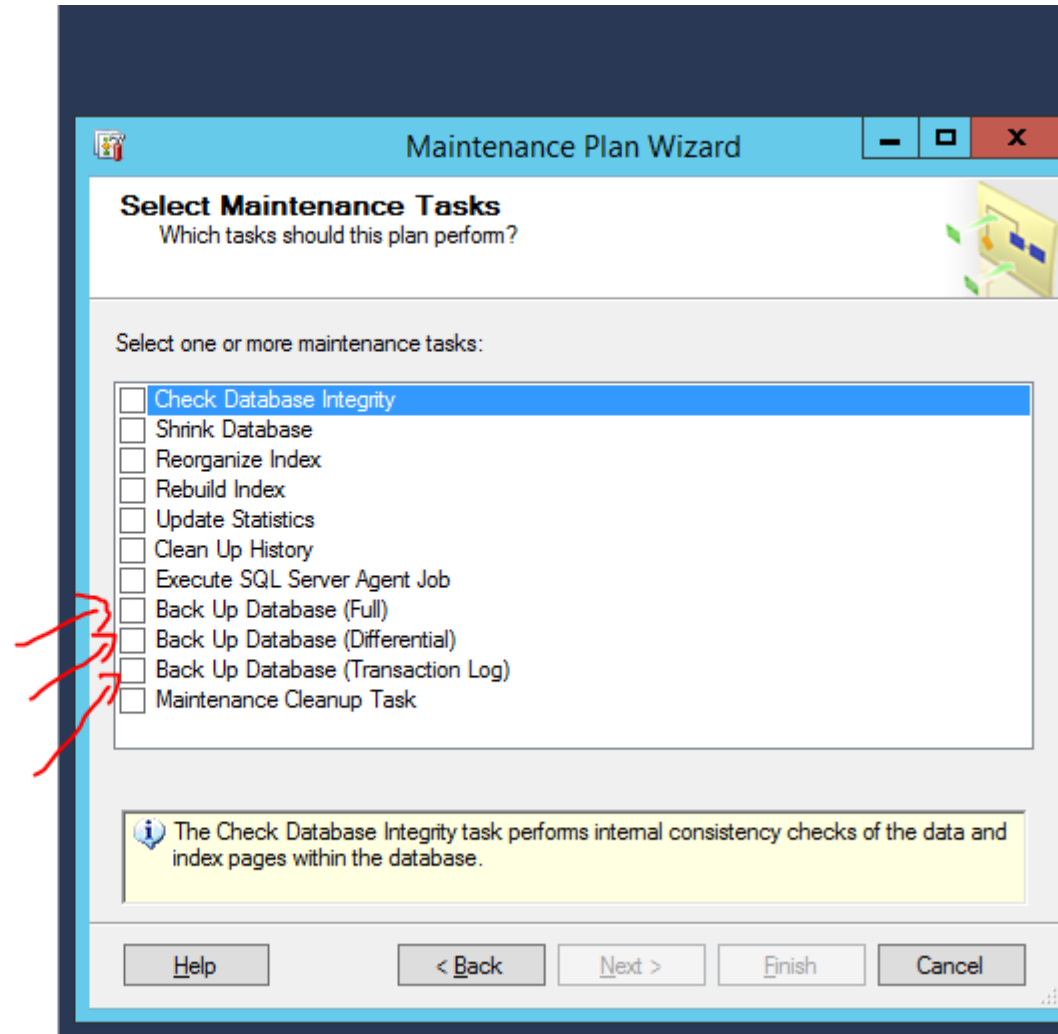 Maintenance Plan Wizard
x
Select Maintenance Tasks
Which tasks should this plan perform?
Select one or more maintenance tasks:
Check Database Integrity
Shrink Database
Reorganize Index
Rebuild Index
Update Statistics
Clean Up History
Execute SQL Server Agent Job
Back Up Database (Full)
Back Up Database (Differential)
Back Up Database (Transaction Log)
Maintenance Cleanup Task
The Check Database Integrity task performs internal consistency checks of the data and
index pages within the database.
Help < Back Next > Finish Cancel